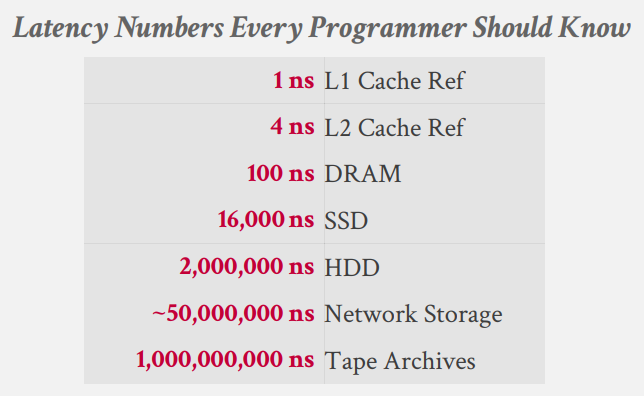 Latency Numbers Every Programmer Should Know
1 ns L1 Cache Ref
4 ns L2 Cache Ref
100 ns DRAM
16,000 ns SSD
2,000,000 ns HDD
~50,000,000 ns Network Storage
1,000,000,000 ns Tape Archives